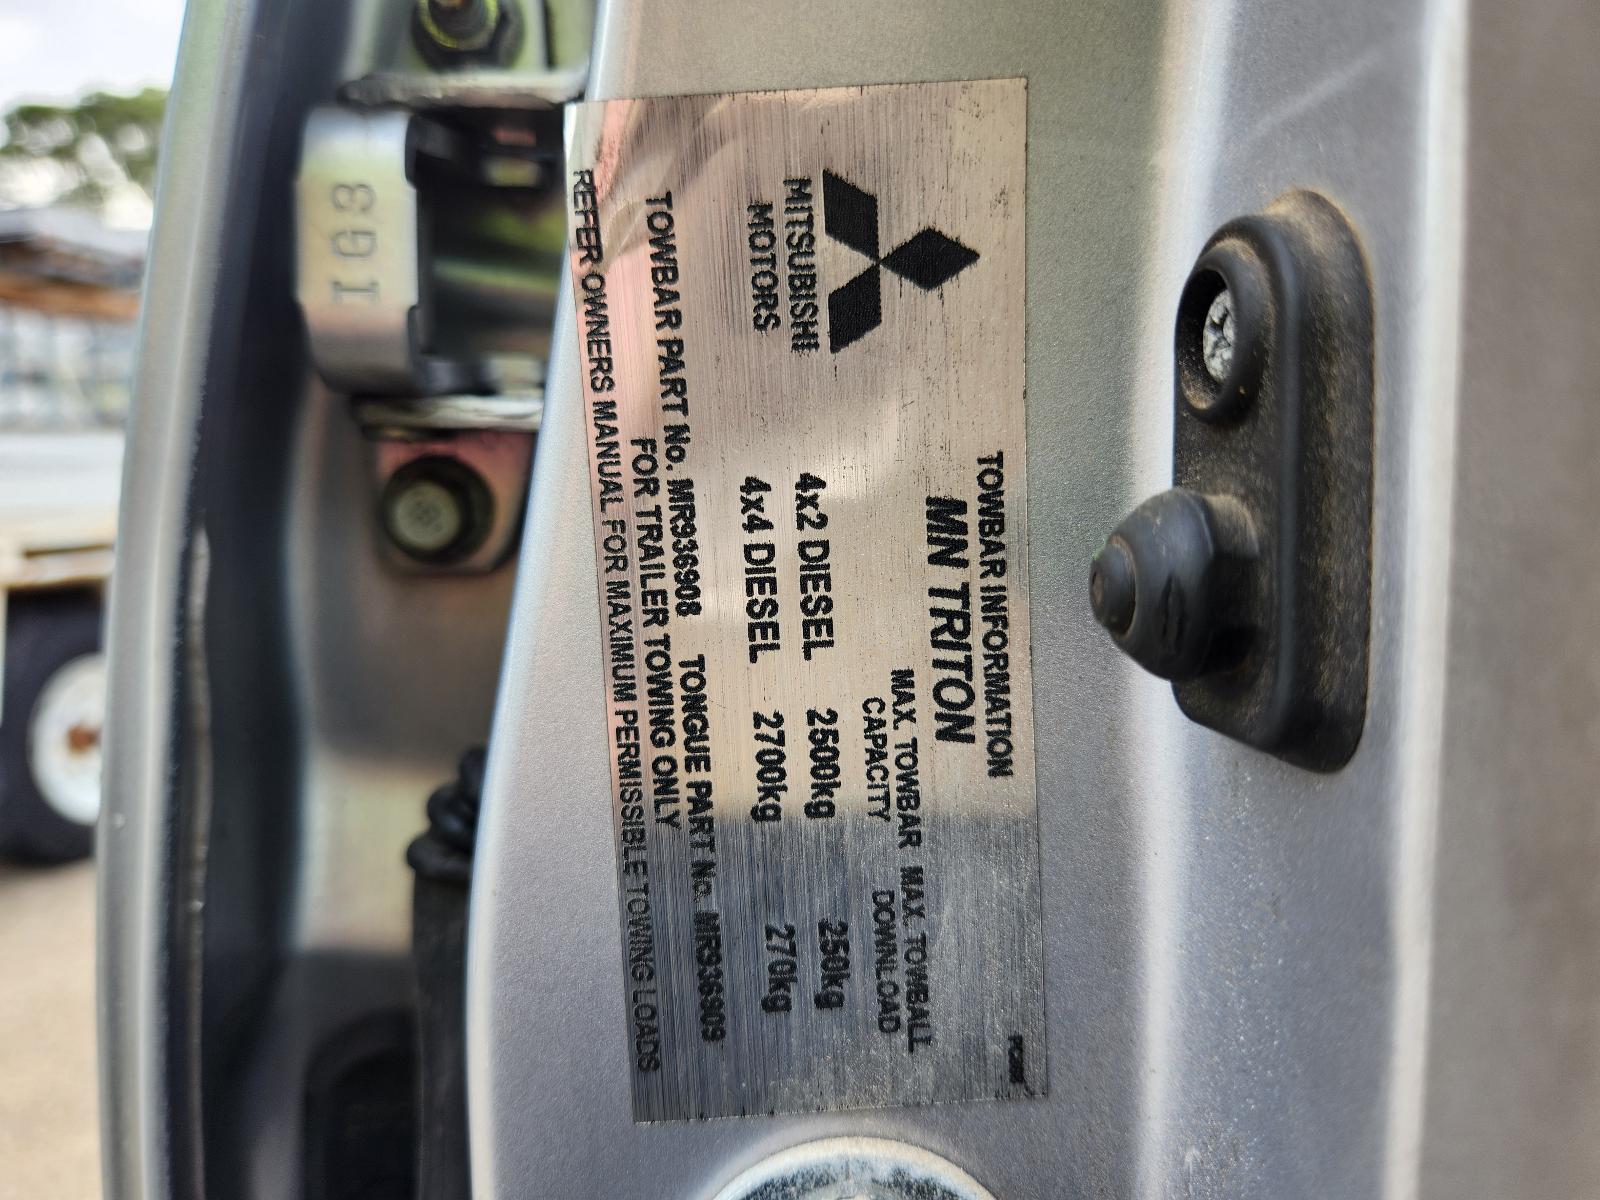 TOWBAR INFORMATION
MN TRITON
MITSUBISHI
MOTORS
MAX. TOWBAR
CAPACITY
MAX. TOWBALL
DOWNLOAD
4x2 DIESEL 2500kg 250kg
4x4 DIESEL 2700kg 270kg
TOWBAR PART No. MR936908 TONGUE PART No. MR936909
FOR TRAILER TOWING ONLY
REFER OWNERS MANUAL FOR MAXIMUM PERMISSIBLE TOWING LOADS
IG3